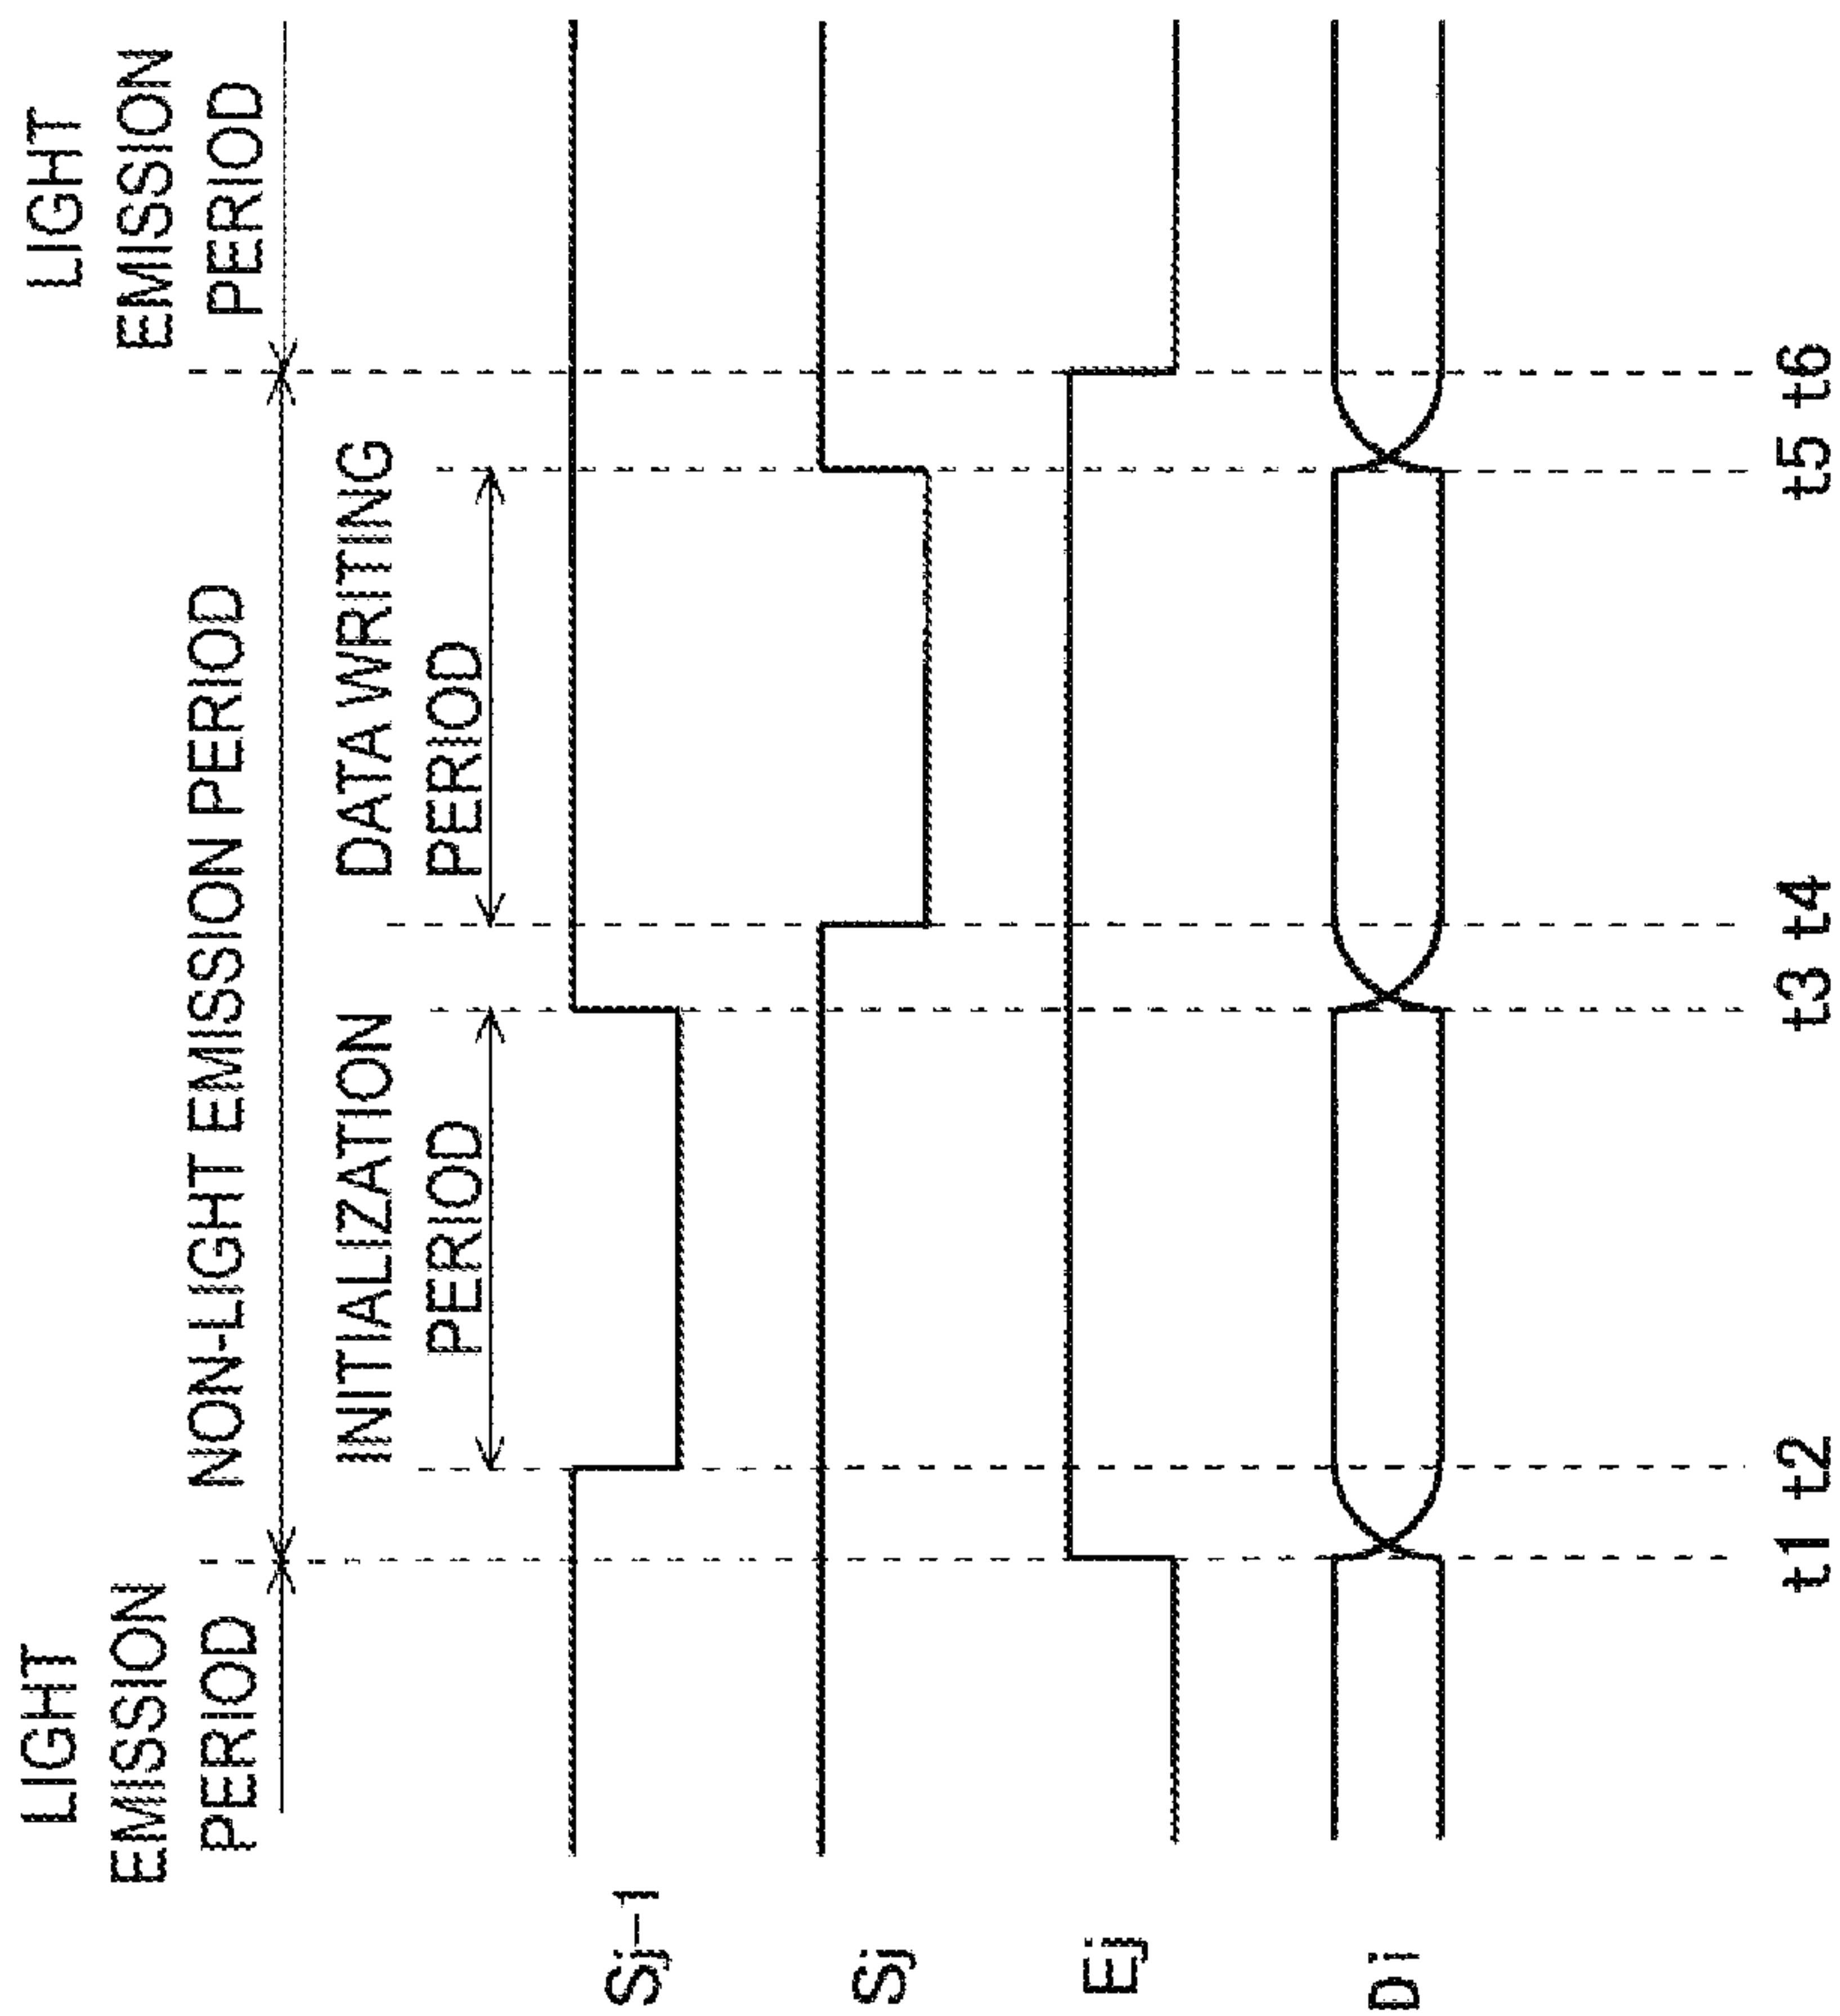 LIGHT
EMISSION
PERIOD
NON-LIGHT EMISSION PERIOD
LIGHT
EMISSION
PERIOD
INITIALIZATION
PERIOD
DATA WRITING
PERIOD
Sj-1
Sj
Ej
Di
t1 t2 t3 t4 t5 t6